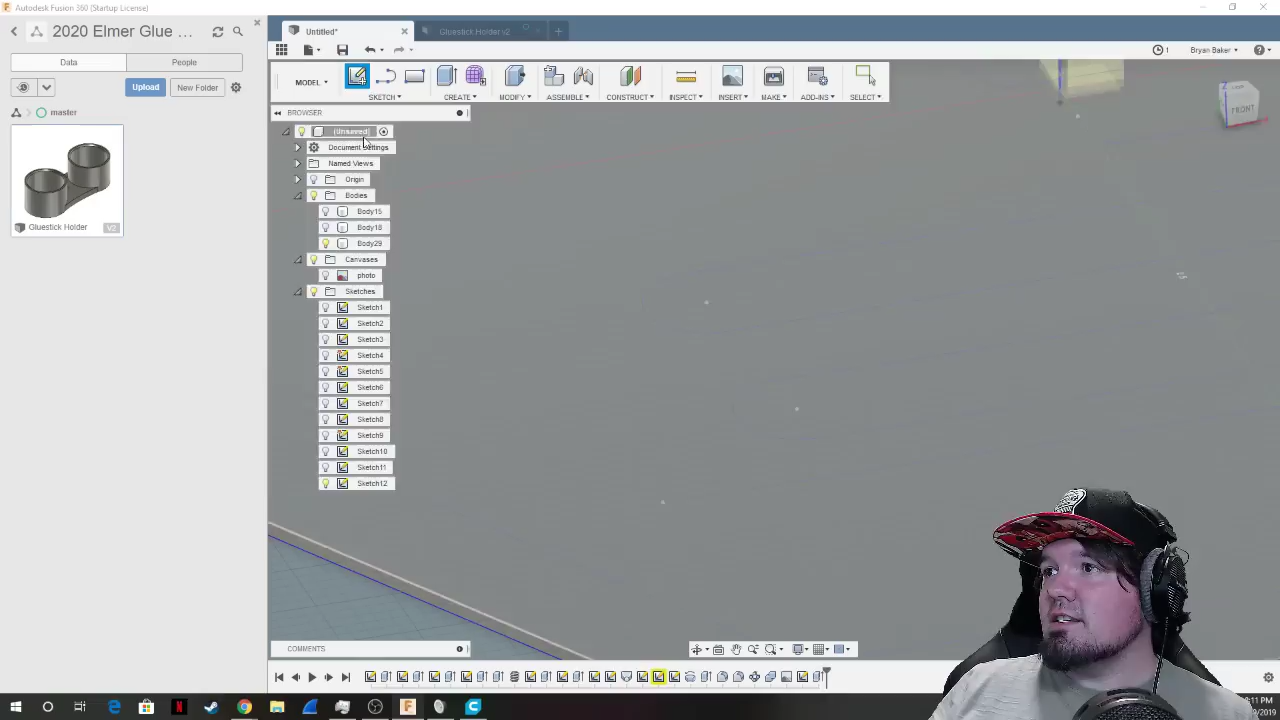 Autodesk Fusion 360 (Startup License)
2020 Elmer Glue ...
Untitled*
Gluestick Holder v2
1
Bryan Baker
Data
People
MODEL
SKETCH
CREATE
MODIFY
ASSEMBLE
CONSTRUCT
INSPECT
INSERT
MAKE
ADD-INS
SELECT
Upload
New Folder
master
BROWSER
FRONT
Z
(Unsaved)
Document Settings
Named Views
Origin
Bodies
Body15
Body18
Body29
Gluestick Holder
V2
Canvases
photo
Sketches
Sketch1
Sketch2
Sketch3
Sketch4
Sketch5
Sketch6
Sketch7
Sketch8
Sketch9
Sketch10
Sketch11
Sketch12
COMMENTS